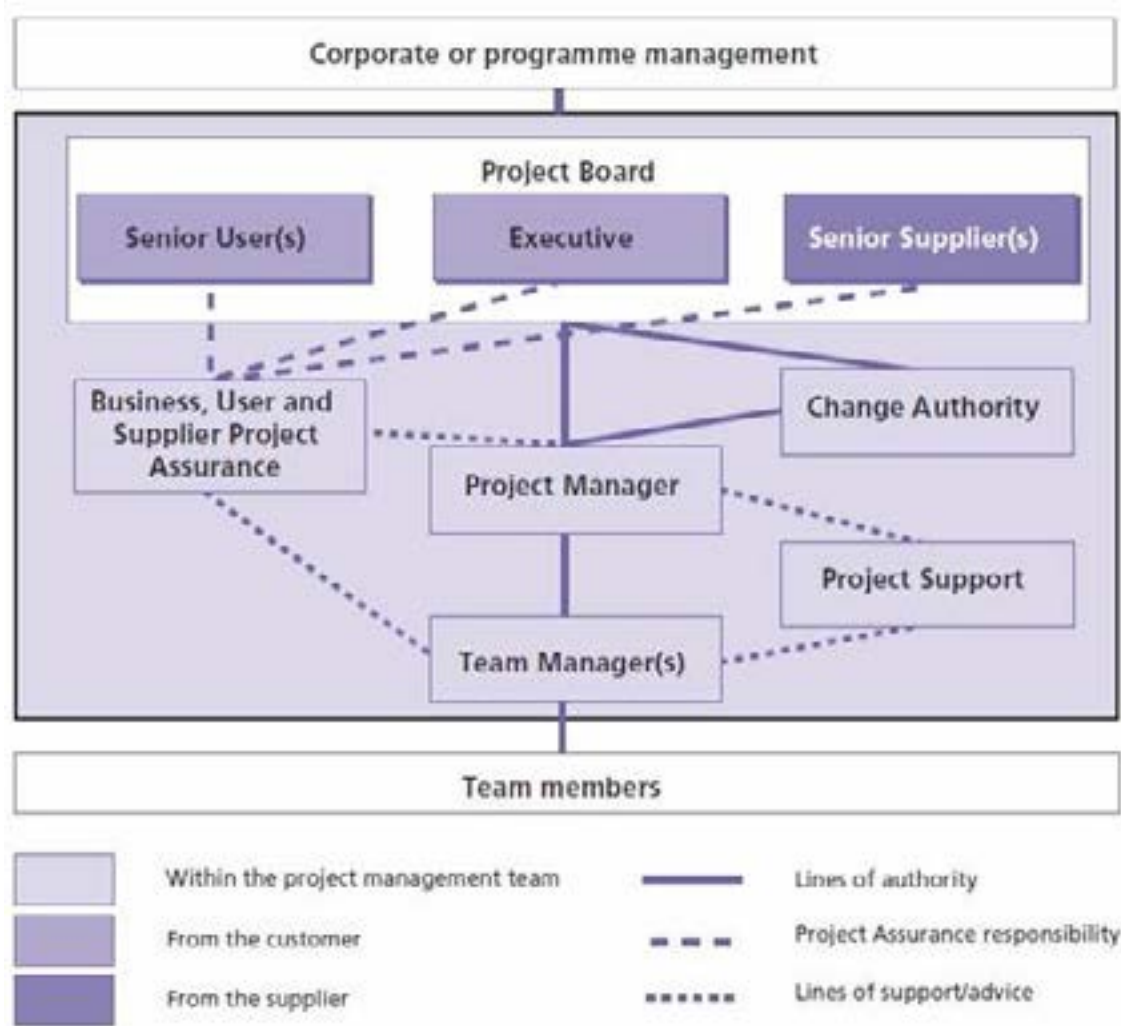 Corporate or programme management
Project Board
Senior User(s)
Executive
Senior Supplier(s)
Business, User and
Supplier Project
Assurance
Change Authority
Project Manager
Project Support
Team Manager(s)
Team members
Within the project management team
Lines of authority
From the customer
Project Assurance responsibility
From the supplier
Lines of support/advice